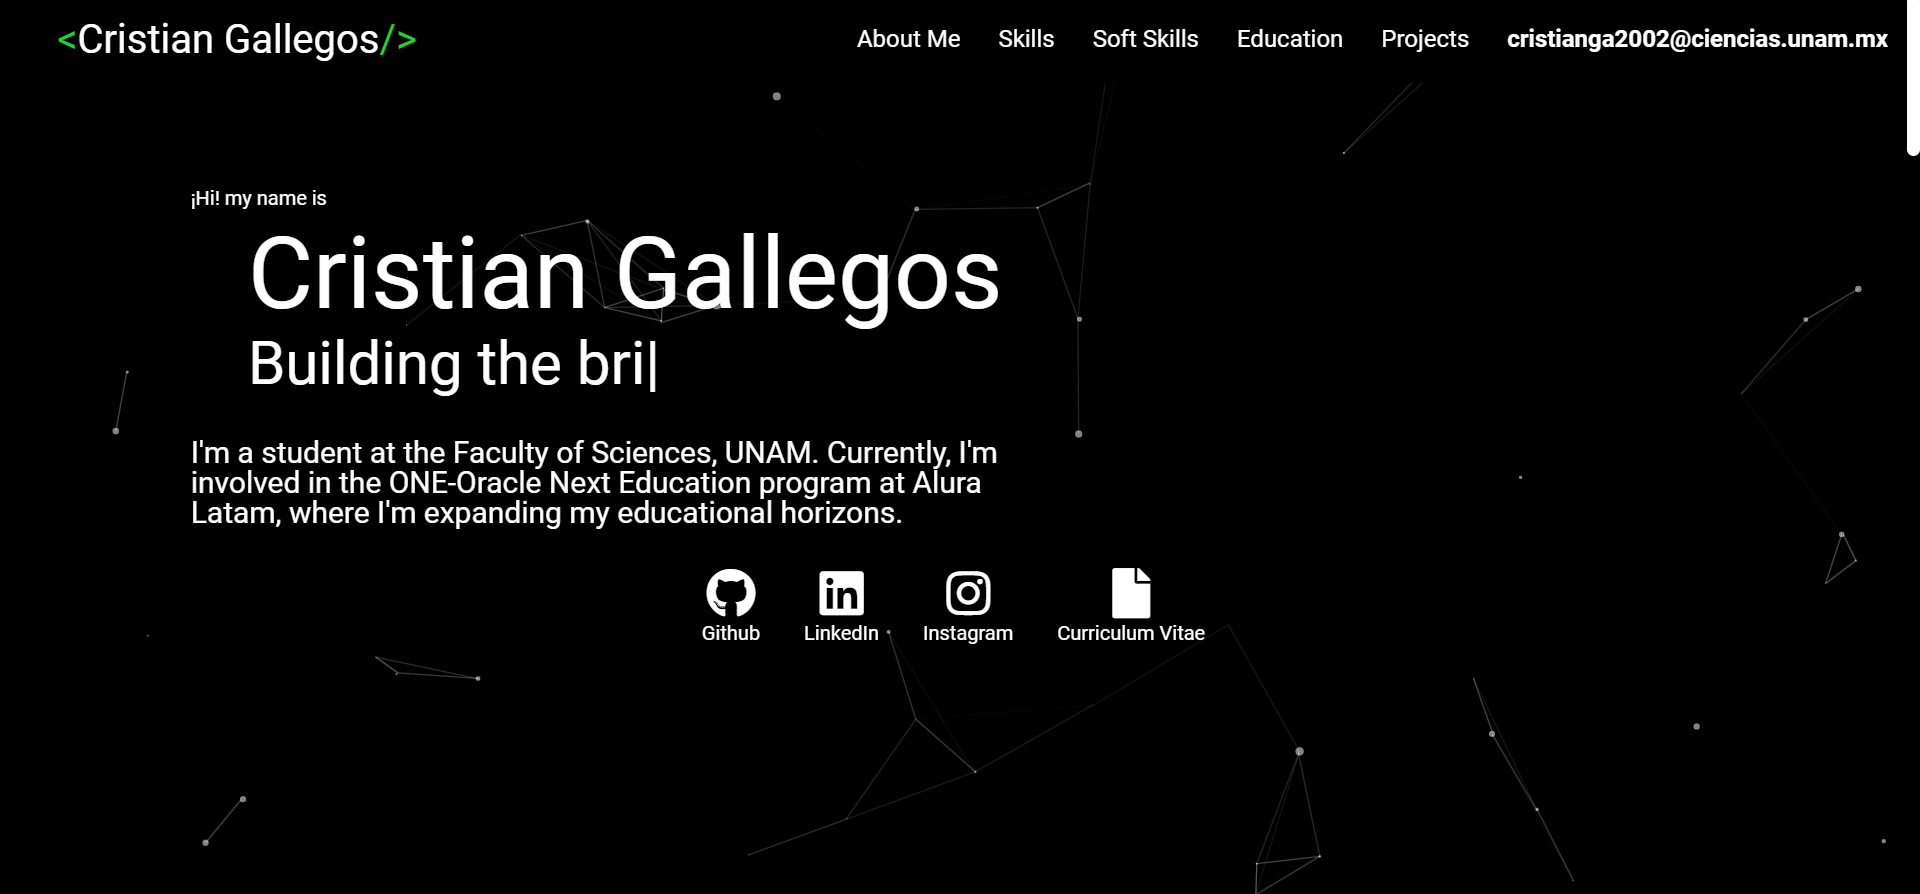 <Cristian Gallegos/>
About Me Skills Soft Skills Education Projects cristianga2002@ciencias.unam.mx
¡Hi! my name is
Cristian Gallegos
Building the bri|
I'm a student at the Faculty of Sciences, UNAM. Currently, I'm
involved in the ONE-Oracle Next Education program at Alura
Latam, where I'm expanding my educational horizons.
Github LinkedIn Instagram Curriculum Vitae